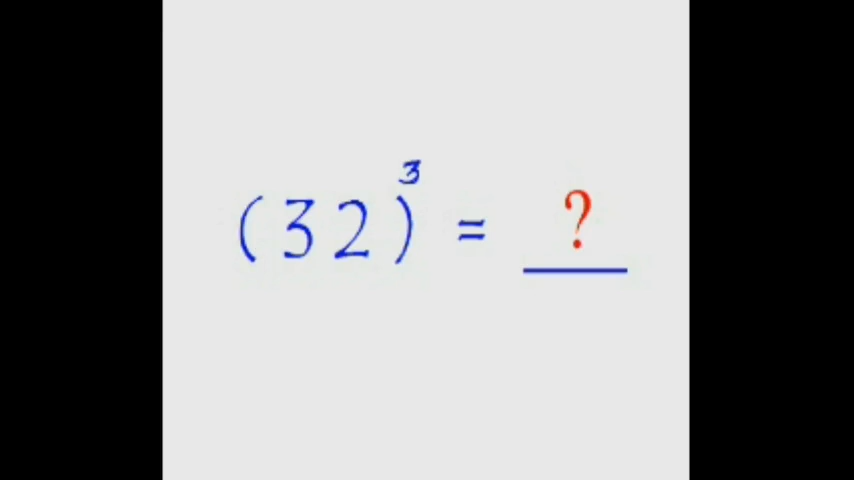 (32)³ = ?